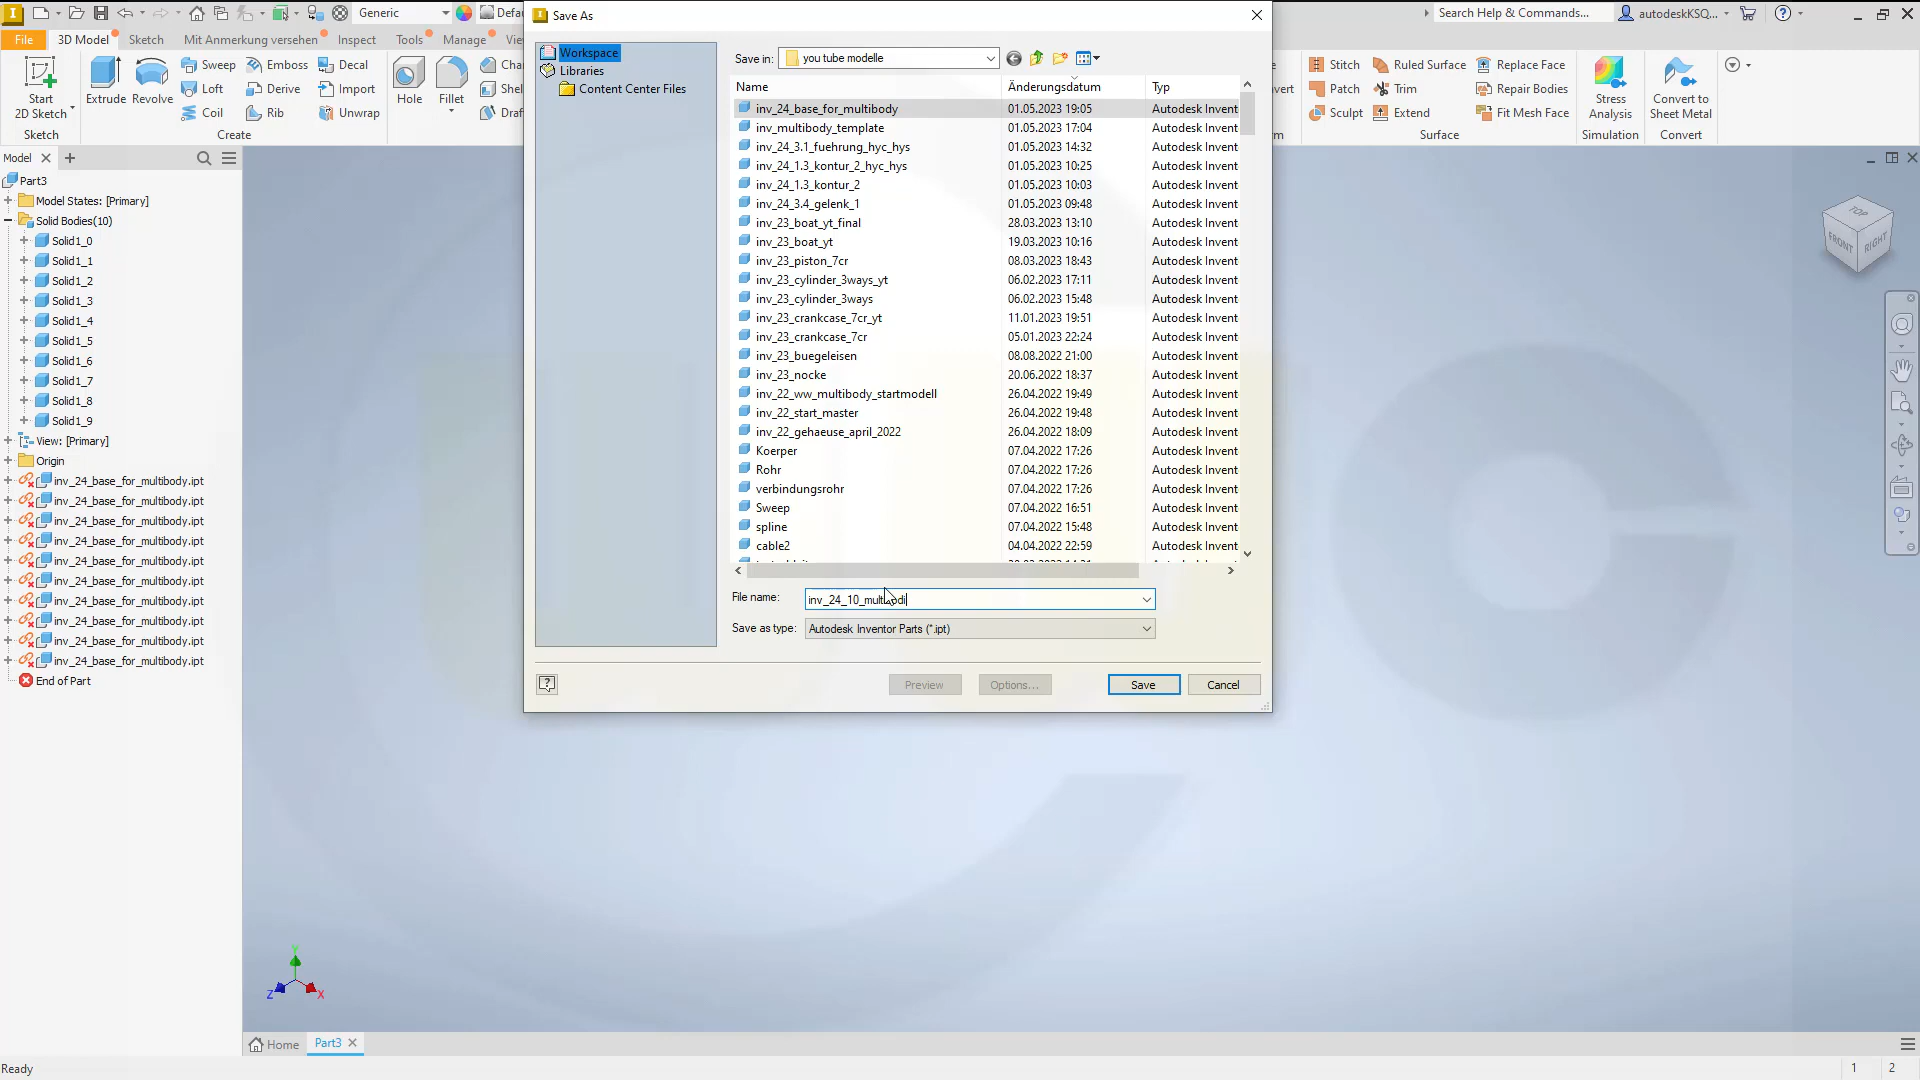 Generic
Search Help & Commands...
autodeskKSQ...
File
3D Model
Sketch
Mit Anmerkung versehen
Inspect
Tools
Manage
Start
2D Sketch
Sketch
Extrude
Revolve
Sweep
Loft
Coil
Emboss
Derive
Rib
Decal
Import
Unwrap
Create
Hole
Fillet
Stitch
Patch
Sculpt
Ruled Surface
Trim
Extend
Replace Face
Repair Bodies
Fit Mesh Face
Surface
Stress
Analysis
Simulation
Convert to
Sheet Metal
Convert
Model
Part3
Model States: [Primary]
Solid Bodies(10)
Solid1_0
Solid1_1
Solid1_2
Solid1_3
Solid1_4
Solid1_5
Solid1_6
Solid1_7
Solid1_8
Solid1_9
View: [Primary]
Origin
inv_24_base_for_multibody.ipt
inv_24_base_for_multibody.ipt
inv_24_base_for_multibody.ipt
inv_24_base_for_multibody.ipt
inv_24_base_for_multibody.ipt
inv_24_base_for_multibody.ipt
inv_24_base_for_multibody.ipt
inv_24_base_for_multibody.ipt
inv_24_base_for_multibody.ipt
inv_24_base_for_multibody.ipt
End of Part
Save As
Workspace
Libraries
Content Center Files
Save in: you tube modelle
Name Änderungsdatum Typ
inv_24_base_for_multibody 01.05.2023 19:05 Autodesk Invent
inv_multibody_template 01.05.2023 17:04 Autodesk Invent
inv_24_3.1_fuehrung_hyc_hys 01.05.2023 14:32 Autodesk Invent
inv_24_1.3_kontur_2_hyc_hys 01.05.2023 10:25 Autodesk Invent
inv_24_1.3_kontur_2 01.05.2023 10:03 Autodesk Invent
inv_24_3.4_gelenk_1 01.05.2023 09:48 Autodesk Invent
inv_23_boat_yt_final 28.03.2023 13:10 Autodesk Invent
inv_23_boat_yt 19.03.2023 10:16 Autodesk Invent
inv_23_piston_7cr 08.03.2023 18:43 Autodesk Invent
inv_23_cylinder_3ways_yt 06.02.2023 17:11 Autodesk Invent
inv_23_cylinder_3ways 06.02.2023 15:48 Autodesk Invent
inv_23_crankcase_7cr_yt 11.01.2023 19:51 Autodesk Invent
inv_23_crankcase_7cr 05.01.2023 22:24 Autodesk Invent
inv_23_buegeleisen 08.08.2022 21:00 Autodesk Invent
inv_23_nocke 20.06.2022 18:37 Autodesk Invent
inv_22_ww_multibody_startmodell 26.04.2022 19:49 Autodesk Invent
inv_22_start_master 26.04.2022 19:48 Autodesk Invent
inv_22_gehaeuse_april_2022 26.04.2022 18:09 Autodesk Invent
Koerper 07.04.2022 17:26 Autodesk Invent
Rohr 07.04.2022 17:26 Autodesk Invent
verbindungsrohr 07.04.2022 17:26 Autodesk Invent
Sweep 07.04.2022 16:51 Autodesk Invent
spline 07.04.2022 15:48 Autodesk Invent
cable2 04.04.2022 22:59 Autodesk Invent
File name:
Save as type: Autodesk Inventor Parts (*.ipt)
Preview
Options...
Save
Cancel
TOP
FRONT
RIGHT
Y
Z
X
Home
Part3
Ready
1 2